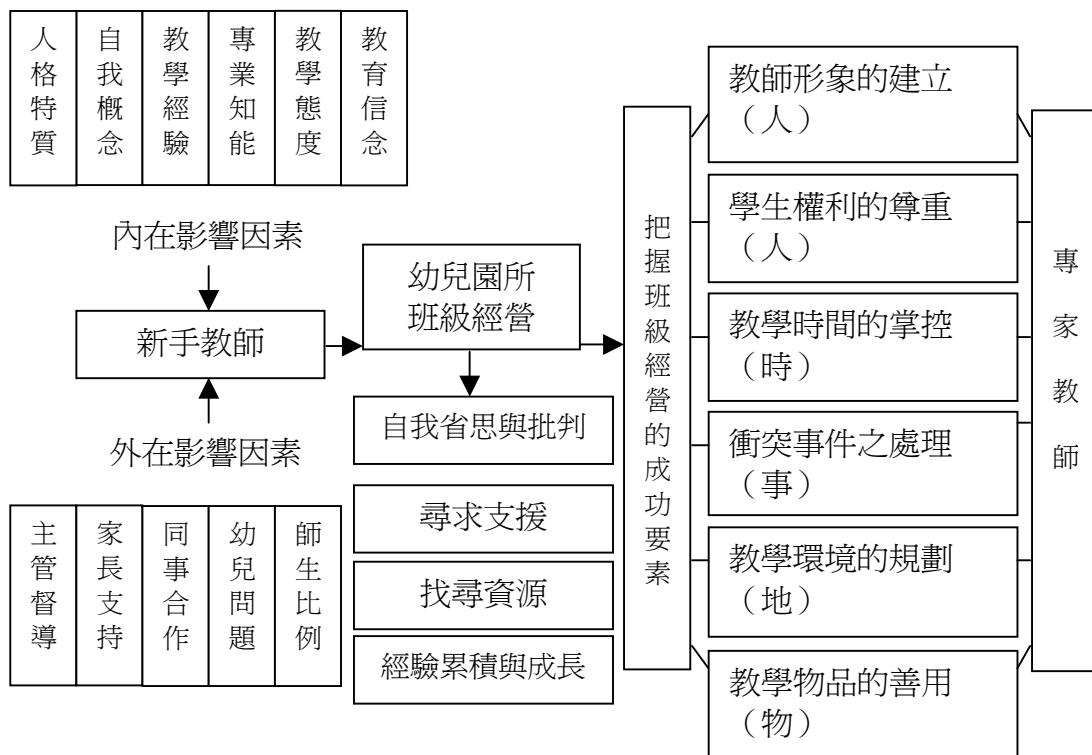 人格特質
自我概念
教學經驗
專業知能
教學態度
教育信念
內在影響因素
新手教師
外在影響因素
主管督導
家長支持
同事合作
幼兒問題
師生比例
幼兒園所
班級經營
自我省思與批判
尋求支援
找尋資源
經驗累積與成長
把握班級經營的成功要素
教師形象的建立
（人）
學生權利的尊重
（人）
教學時間的掌控
（時）
衝突事件之處理
（事）
教學環境的規劃
（地）
教學物品的善用
（物）
專家教師